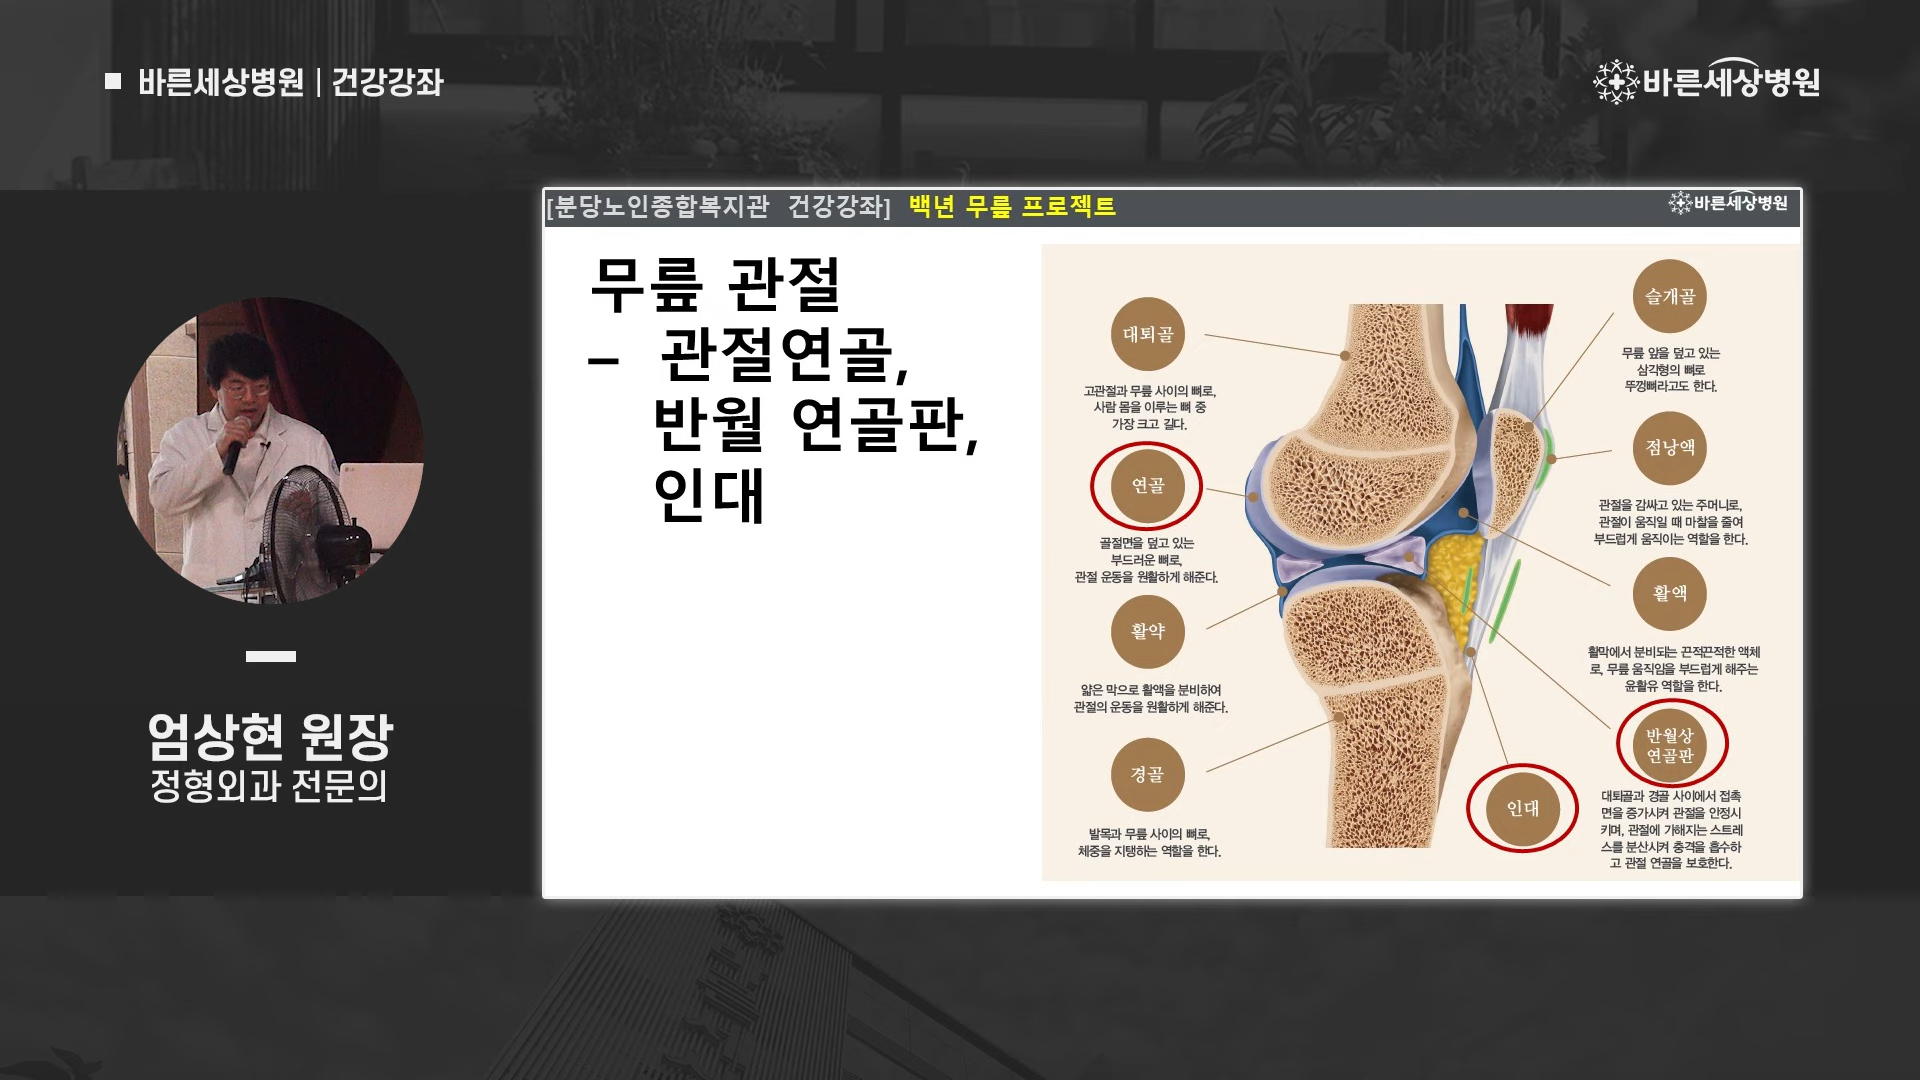 바른세상병원 | 건강강좌
바른세상병원
[분당노인종합복지관 건강강좌] 백년 무릎 프로젝트
바른세상병원
무릎 관절
– 관절연골,
반월 연골판,
인대
대퇴골
고관절과 무릎 사이의 뼈로,
사람 몸을 이루는 뼈 중
가장 크고 길다.
연골
골절면을 덮고 있는
부드러운 뼈로,
관절 운동을 원활하게 해준다.
활약
얇은 막으로 활액을 분비하여
관절의 운동을 원활하게 해준다.
경골
발목과 무릎 사이의 뼈로,
체중을 지탱하는 역할을 한다.
슬개골
무릎 앞을 덮고 있는
삼각형의 뼈로
뚜껑뼈라고도 한다.
점낭액
관절을 감싸고 있는 주머니로,
관절이 움직일 때 마찰을 줄여
부드럽게 움직이는 역할을 한다.
활액
활막에서 분비되는 끈적끈적한 액체
로, 무릎 움직임을 부드럽게 해주는
윤활유 역할을 한다.
반월상
연골판
대퇴골과 경골 사이에서 접촉
면을 증가시켜 관절을 안정시
키며, 관절에 가해지는 스트레
스를 분산시켜 충격을 흡수하
고 관절 연골을 보호한다.
인대
엄상현 원장
정형외과 전문의